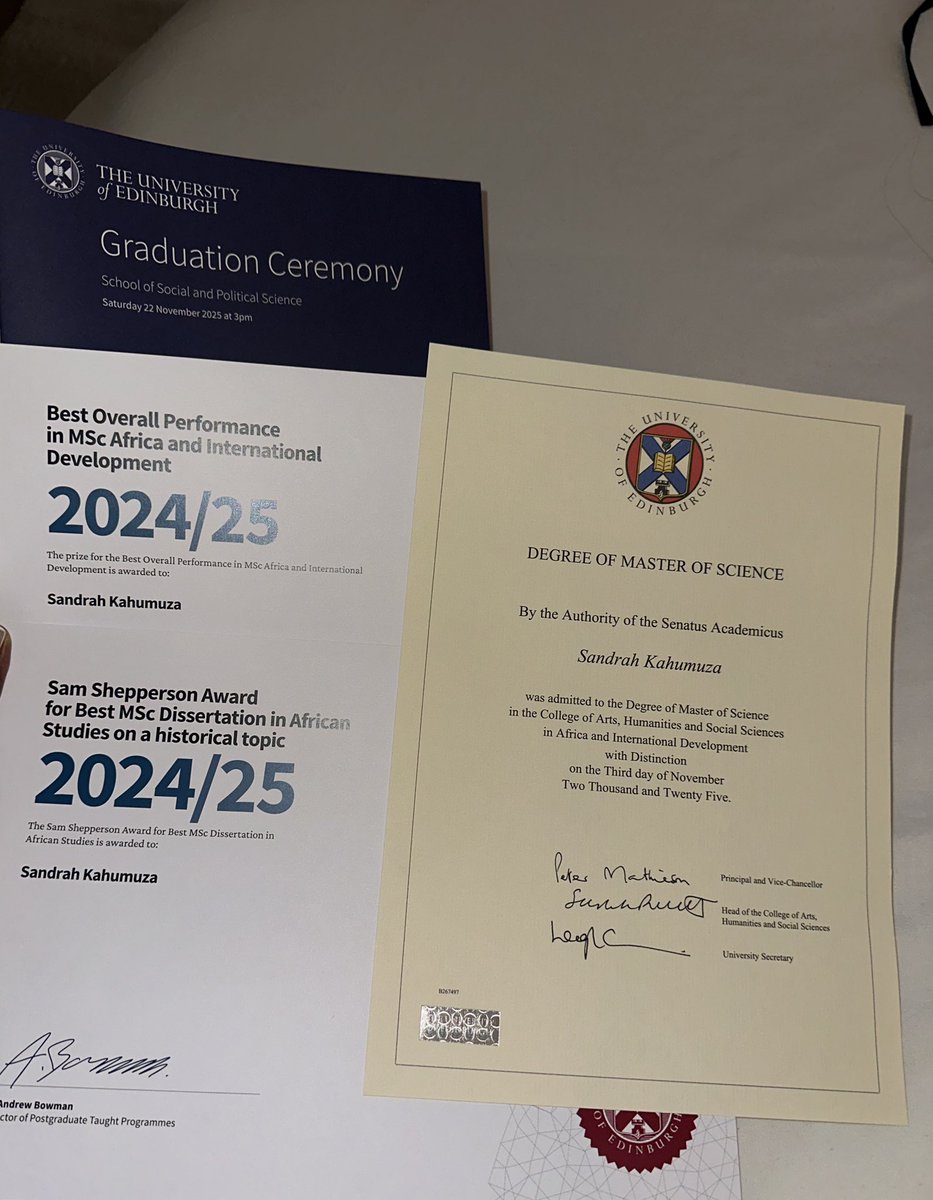 THE UNIVERSITY
of EDINBURGH
THE UNIVERSITY
of EDINBURGH
Graduation Ceremony
School of Social and Political Science
Saturday 22 November 2025 at 3pm
Best Overall Performance
in MSc Africa and International
Development
2024/25
The prize for the Best Overall Performance in MSc Africa and International
Development is awarded to:
Sandrah Kahumuza
Sam Shepperson Award
for Best MSc Dissertation in African
Studies on a historical topic
2024/25
The Sam Shepperson Award for Best MSc Dissertation in
African Studies is awarded to:
Sandrah Kahumuza
A. Bowman
Andrew Bowman
ctor of Postgraduate Taught Programmes
THE UNIVERSITY
OF EDINBURGH
DEGREE OF MASTER OF SCIENCE
By the Authority of the Senatus Academicus
Sandrah Kahumuza
was admitted to the Degree of Master of Science
in the College of Arts, Humanities and Social Sciences
in Africa and International Development
with Distinction
on the Third day of November
Two Thousand and Twenty Five.
Peter Mathieson
Principal and Vice-Chancellor
Head of the College of Arts,
Humanities and Social Sciences
University Secretary
B267497
OF EDINBURGH